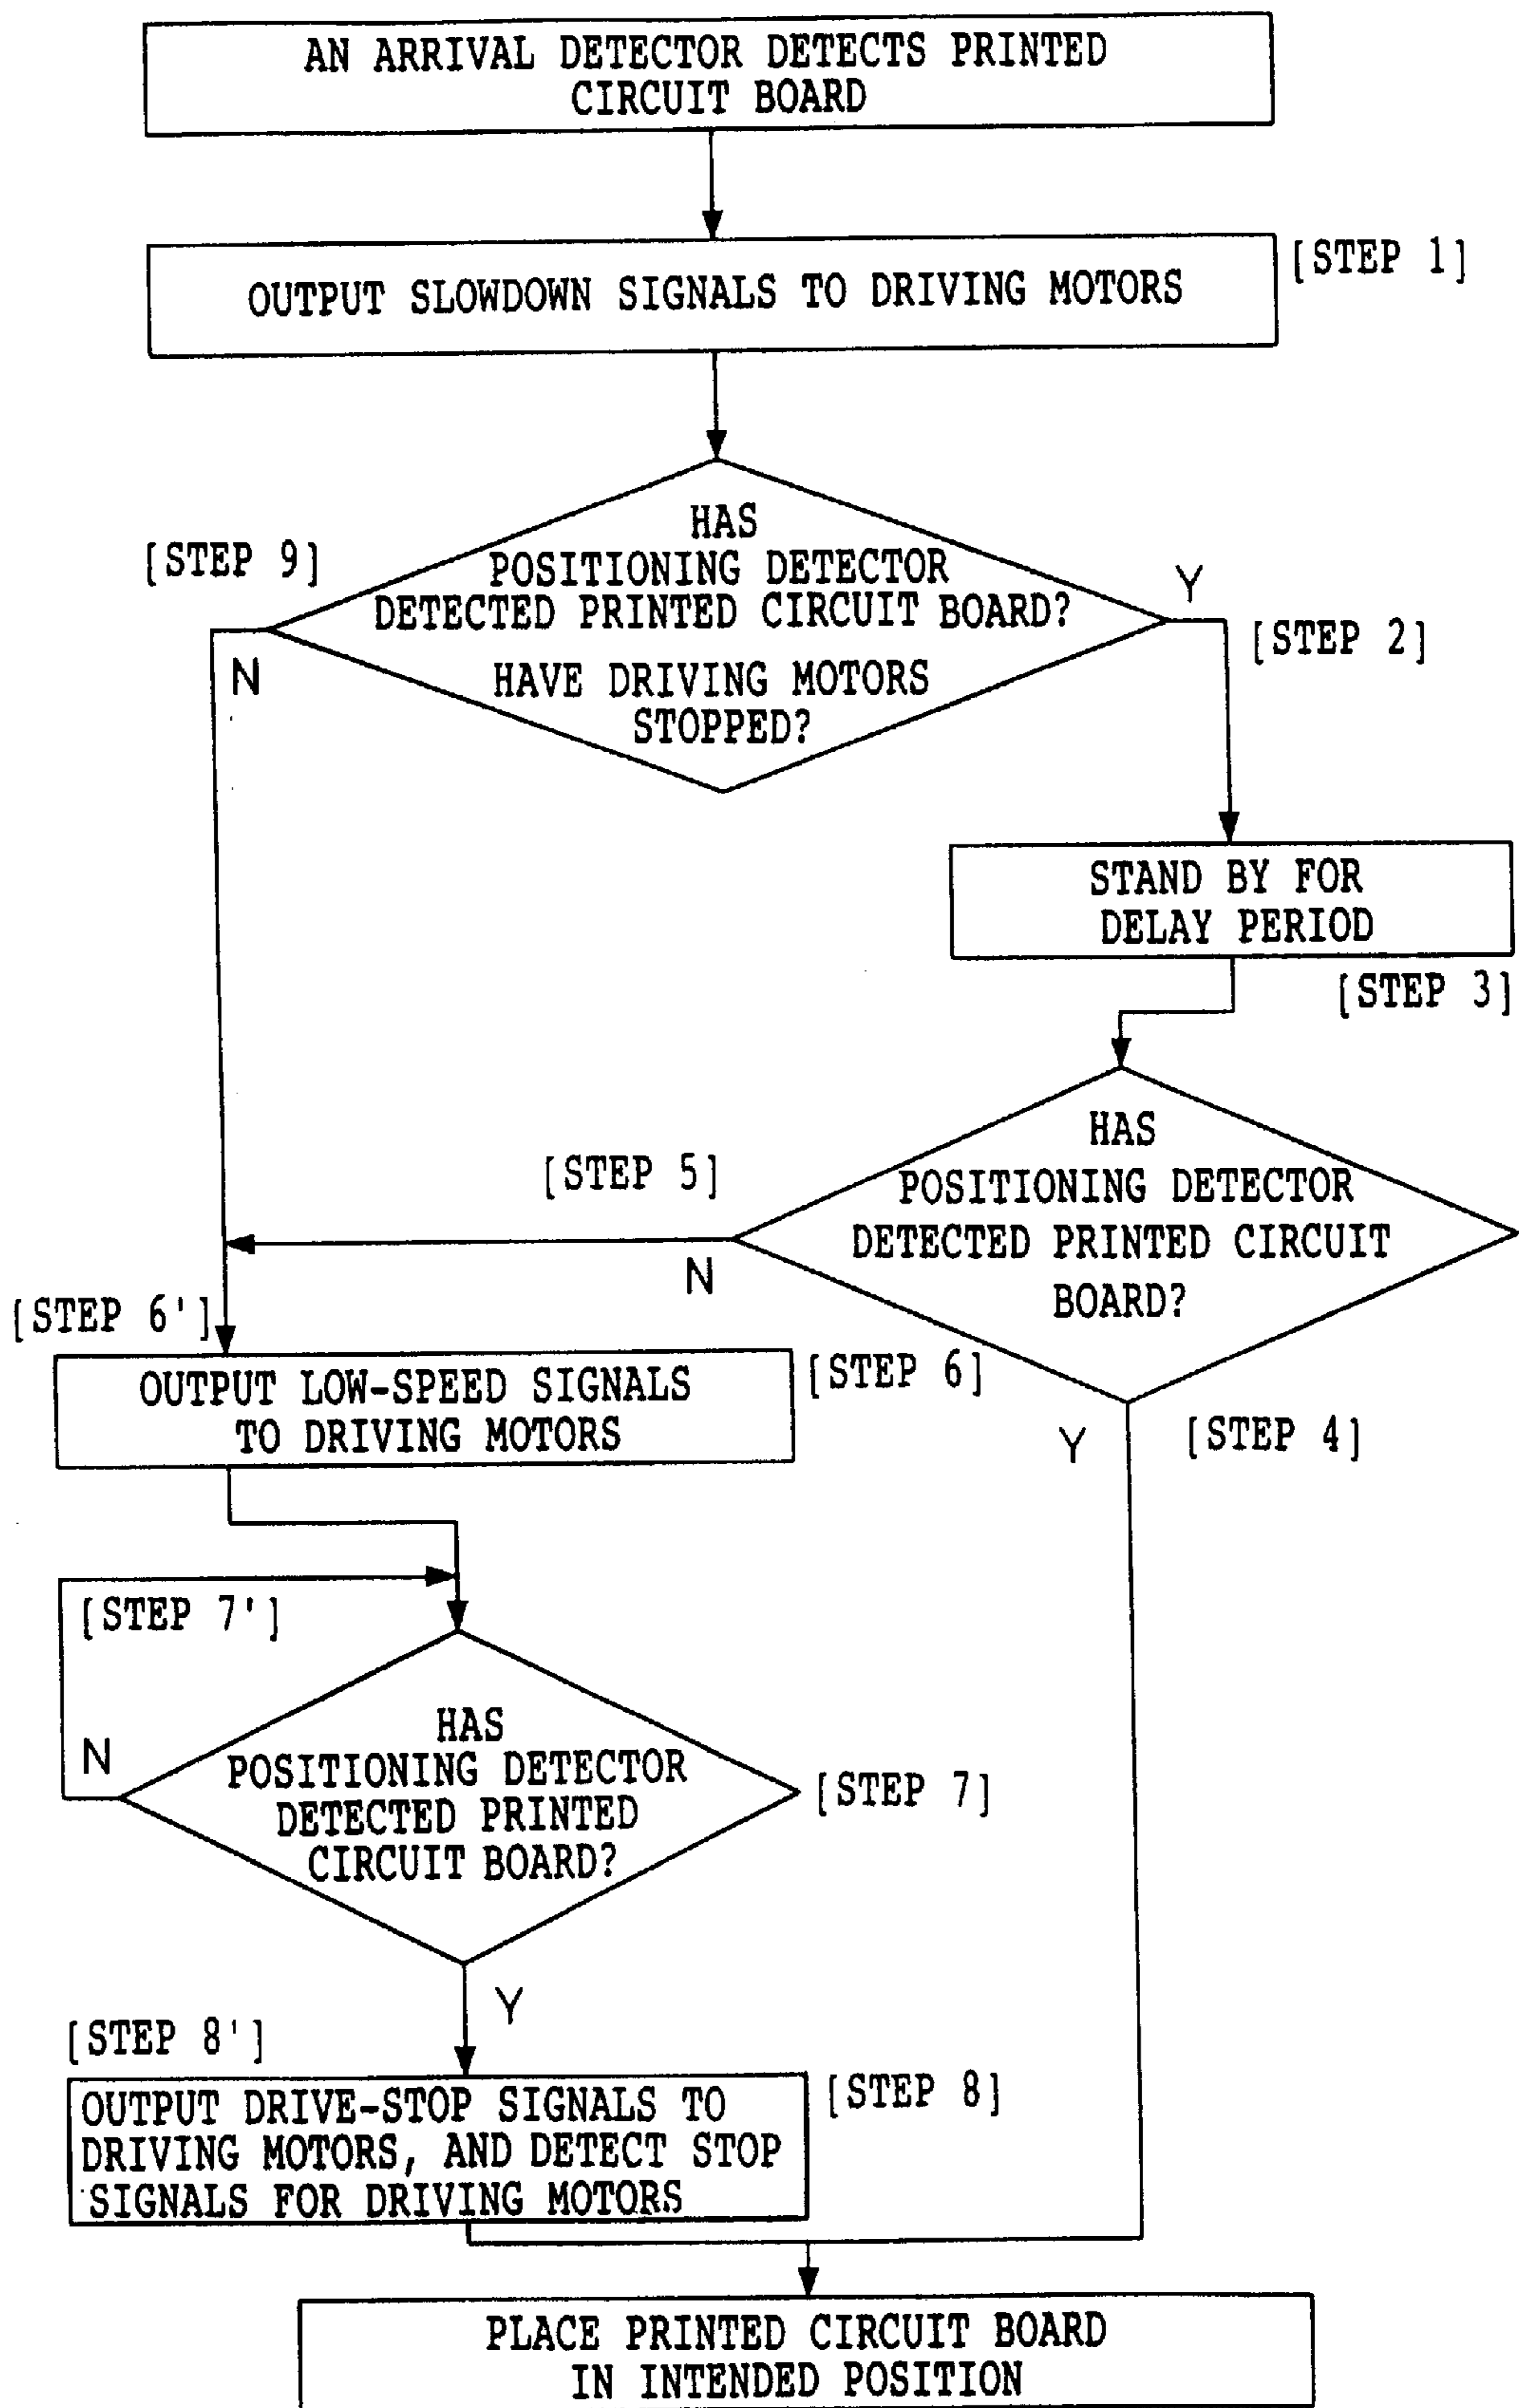 AN ARRIVAL DETECTOR DETECTS PRINTED
CIRCUIT BOARD
OUTPUT SLOWDOWN SIGNALS TO DRIVING MOTORS
[STEP 1]
HAS
POSITIONING DETECTOR
DETECTED PRINTED CIRCUIT BOARD?
HAVE DRIVING MOTORS
STOPPED?
[STEP 9]
N
Y
[STEP 2]
STAND BY FOR
DELAY PERIOD
[STEP 3]
HAS
POSITIONING DETECTOR
DETECTED PRINTED CIRCUIT
BOARD?
[STEP 5]
N
[STEP 6']
OUTPUT LOW-SPEED SIGNALS
TO DRIVING MOTORS
[STEP 6]
Y
[STEP 4]
[STEP 7']
N
HAS
POSITIONING DETECTOR
DETECTED PRINTED
CIRCUIT BOARD?
[STEP 7]
Y
[STEP 8']
OUTPUT DRIVE-STOP SIGNALS TO
DRIVING MOTORS, AND DETECT STOP
SIGNALS FOR DRIVING MOTORS
[STEP 8]
PLACE PRINTED CIRCUIT BOARD
IN INTENDED POSITION